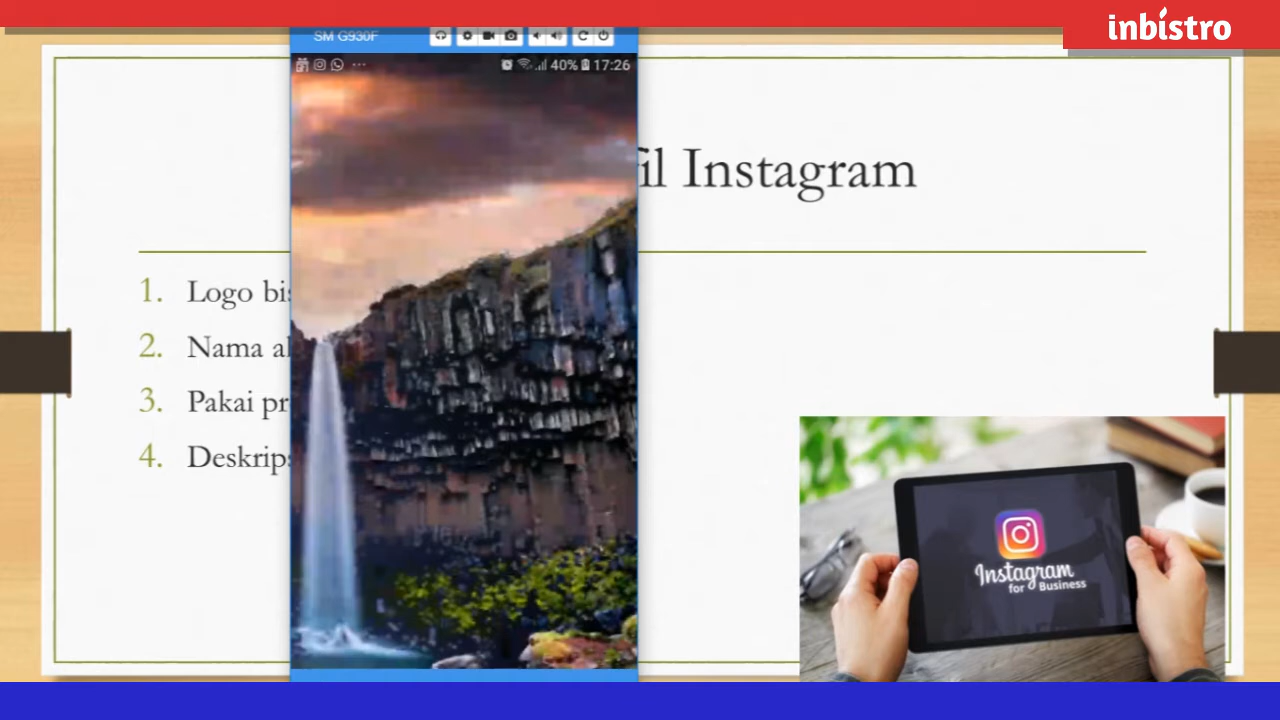 inbistro
SM G930F
40% 17:26
il Instagram
1. Logo bis
2. Nama al
3. Pakai pr
4. Deskrips
Instagram
for Business